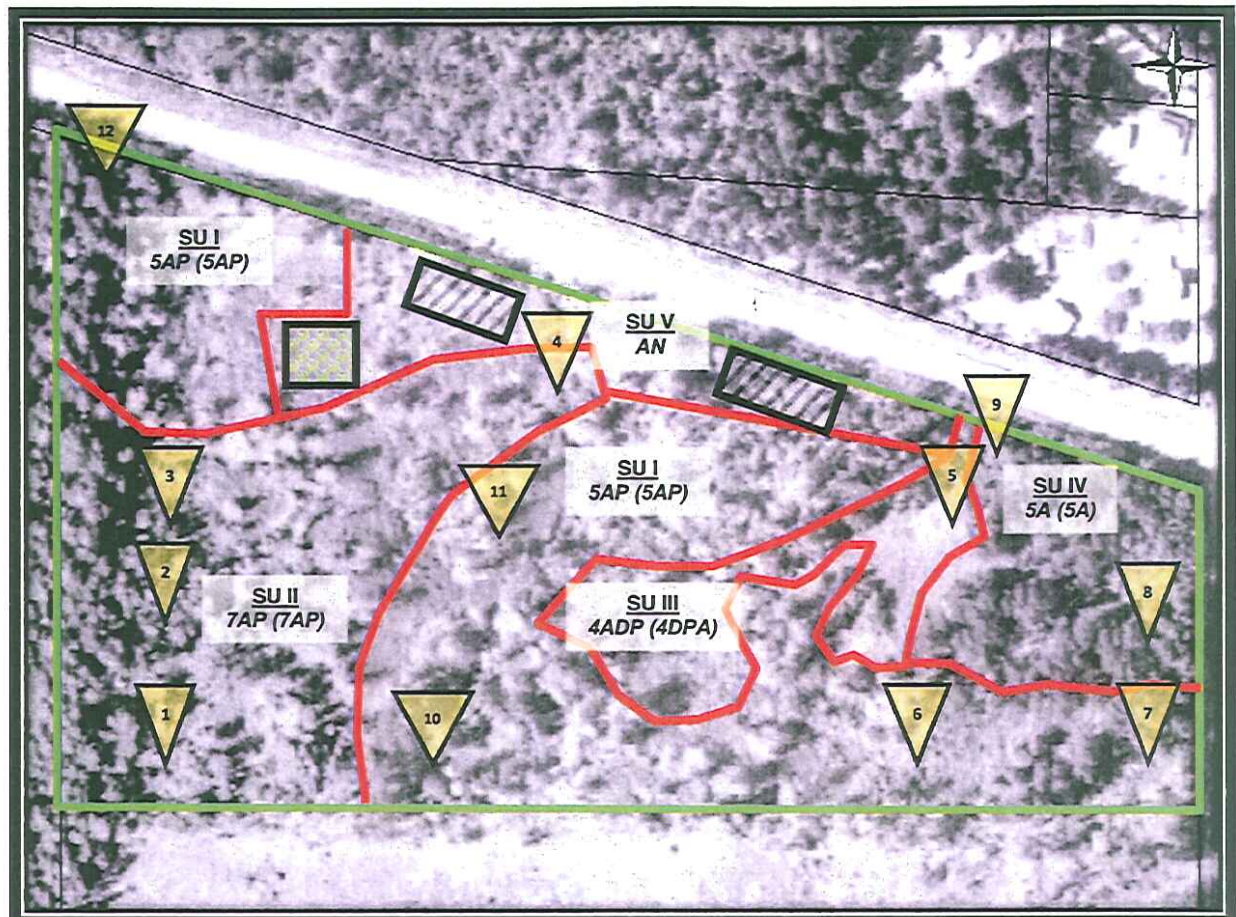 12
SU I
5AP (5AP)
4
SU V
AN
9
3
11
SU I
5AP (5AP)
5
SU IV
5A (5A)
2
SU II
7AP (7AP)
SU III
4ADP (4DPA)
8
1
10
6
7